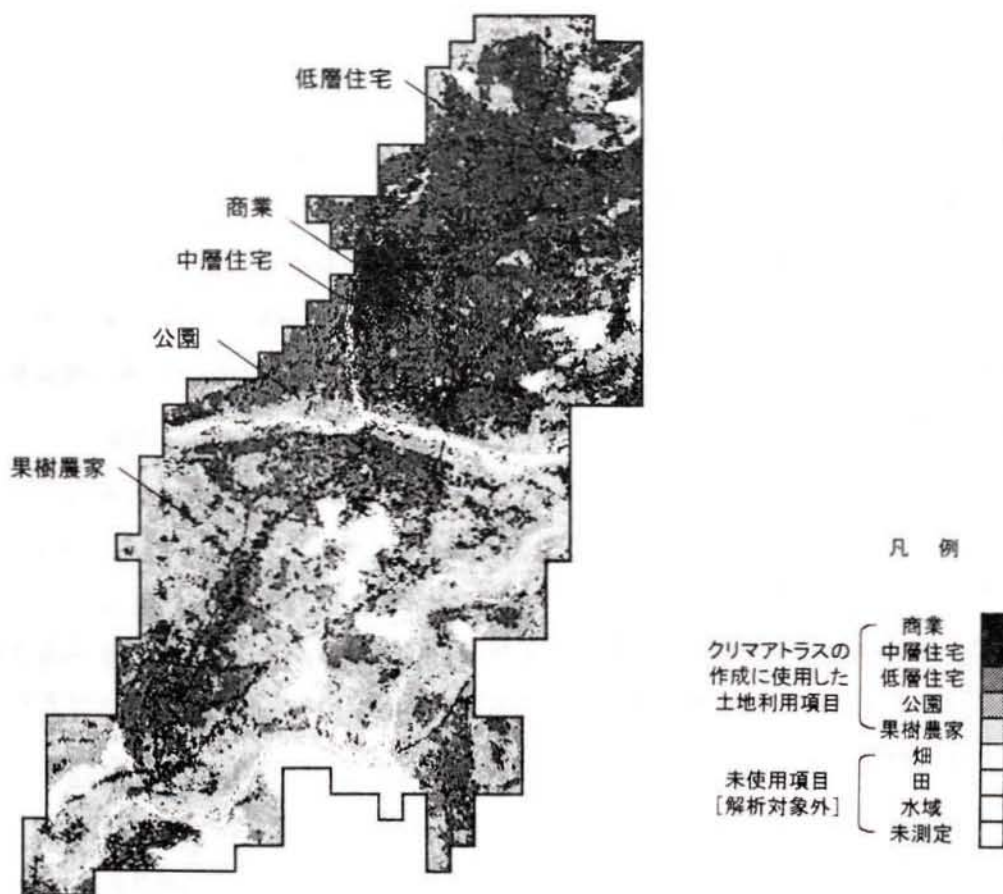 低層住宅
商業
中層住宅
公園
果樹農家
凡 例
クリマアトラスの
作成に使用した
土地利用項目
商業
中層住宅
低層住宅
公園
果樹農家
未使用項目
[解析対象外]
畑
田
水域
未測定